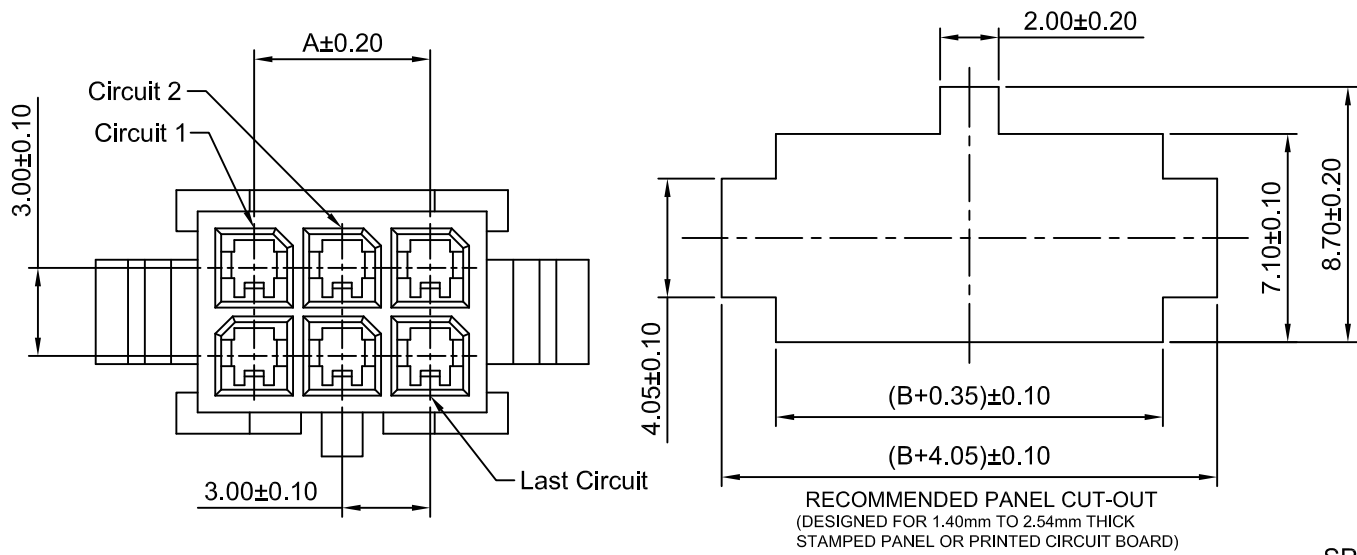 A±0.20
Circuit 2
Circuit 1
3.00±0.10
3.00±0.10
Last Circuit
2.00±0.20
4.05±0.10
7.10±0.10
8.70±0.20
(B+0.35)±0.10
(B+4.05)±0.10
RECOMMENDED PANEL CUT-OUT
(DESIGNED FOR 1.40mm TO 2.54mm THICK
STAMPED PANEL OR PRINTED CIRCUIT BOARD)